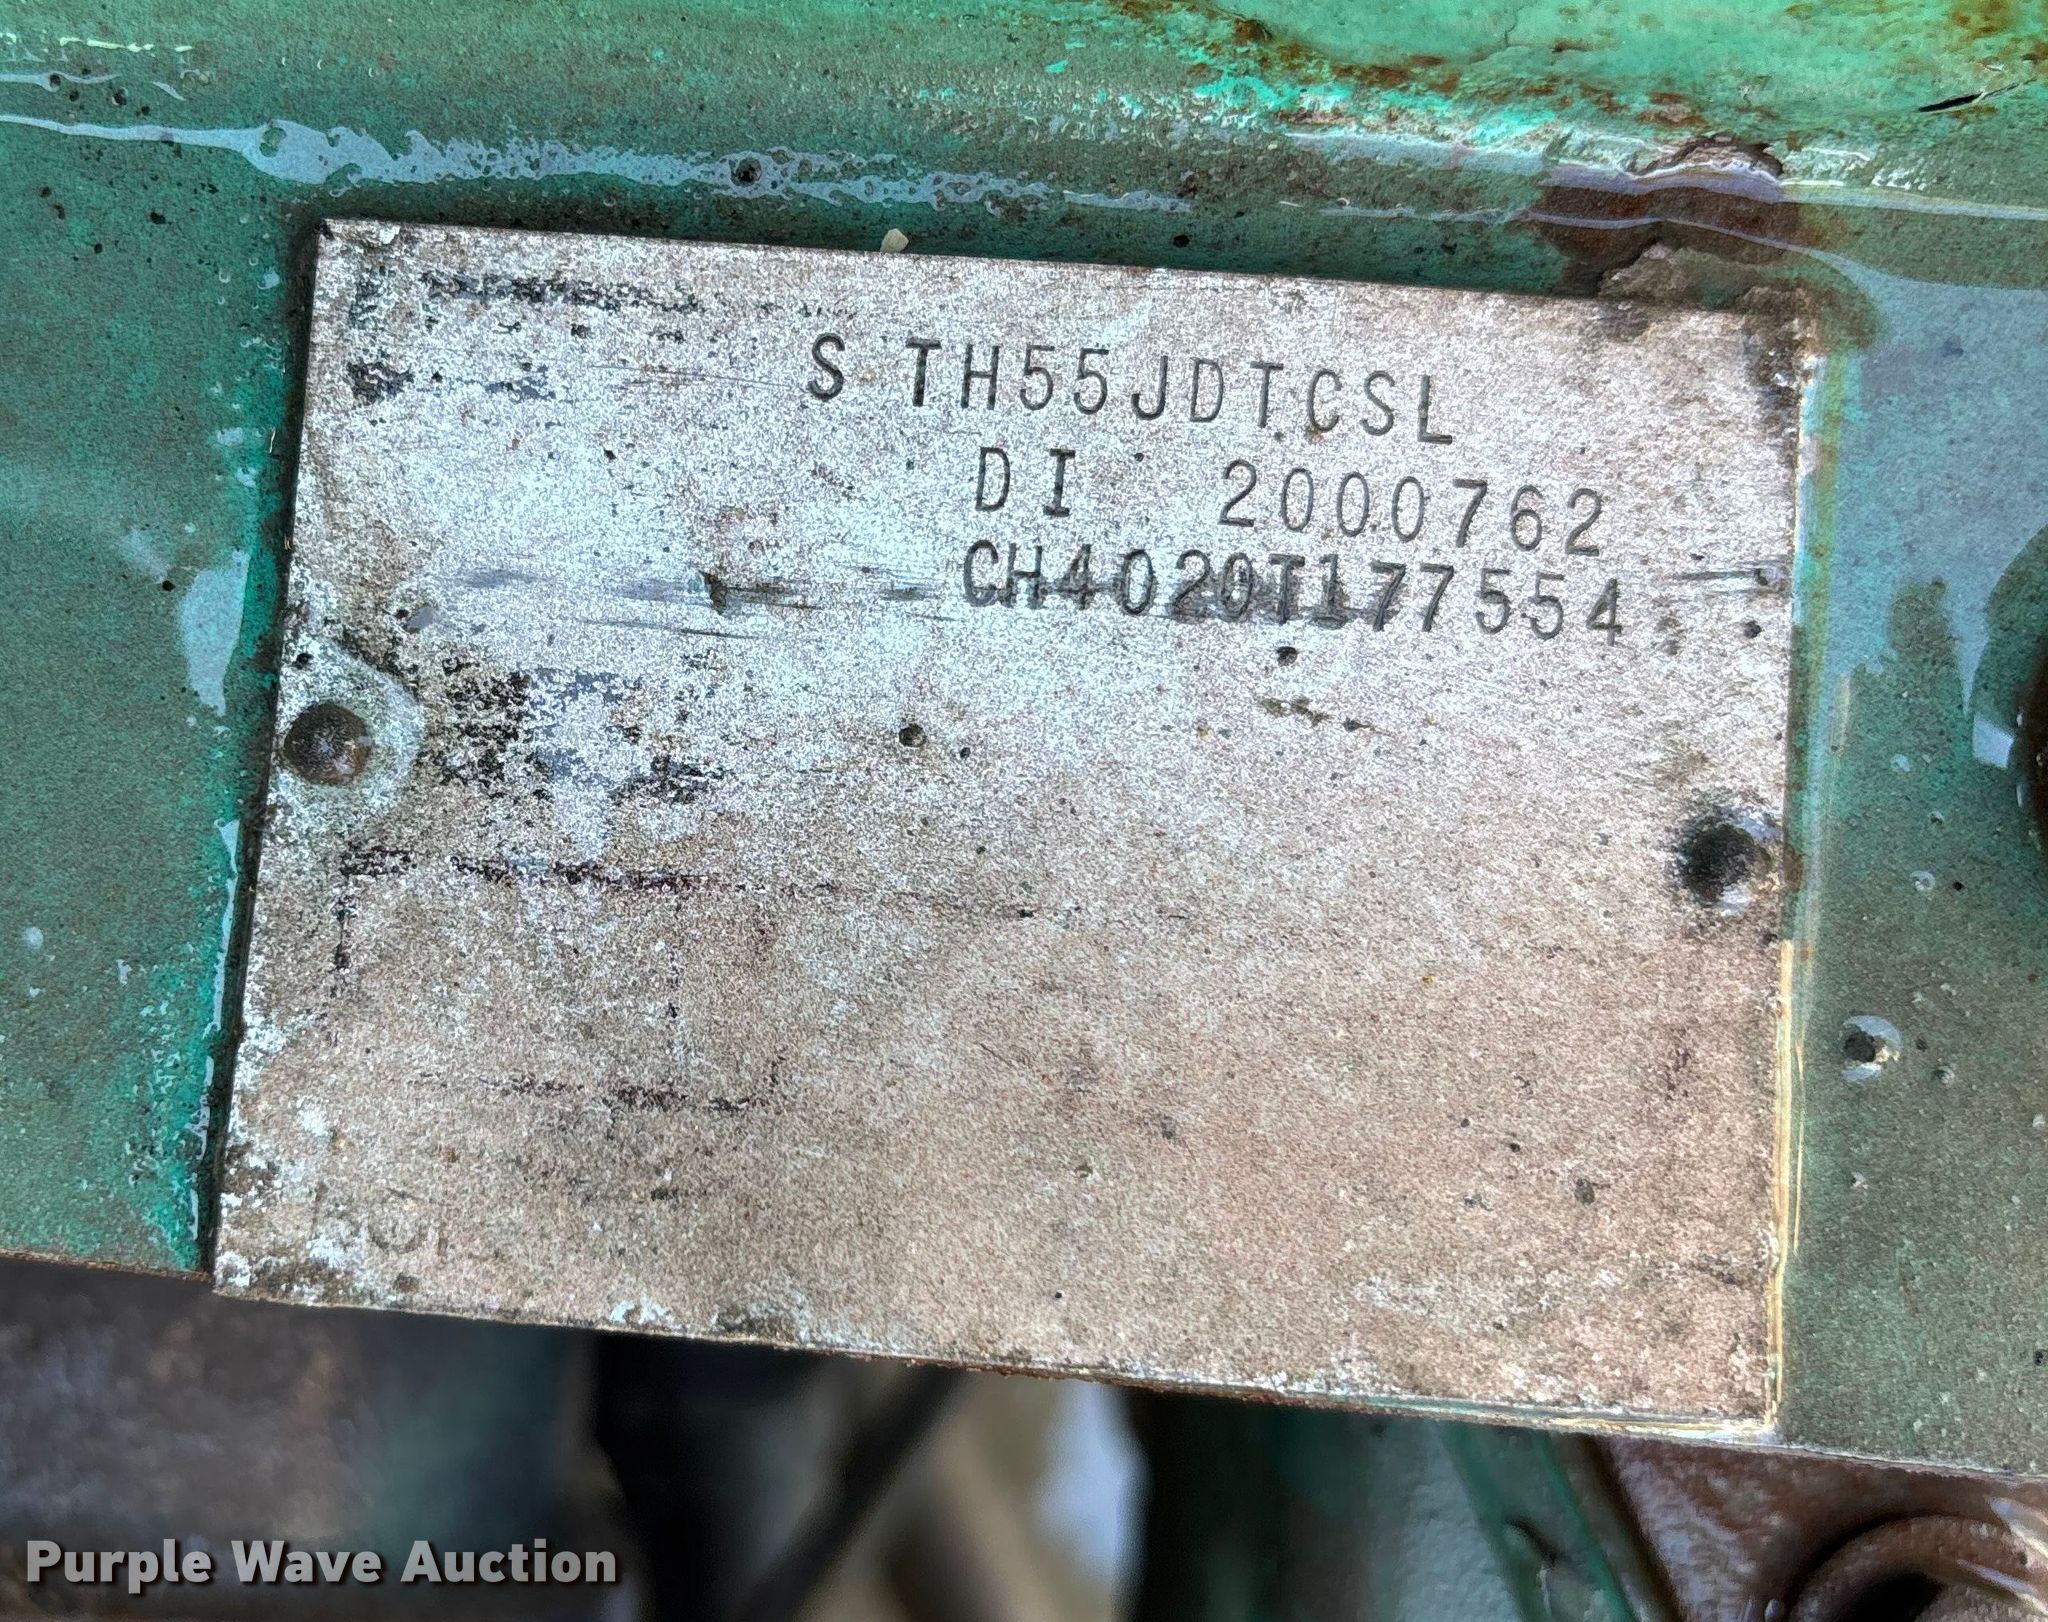 S TH55JDTCSL
DI 2000762
CH4020T177554
Purple Wave Auction